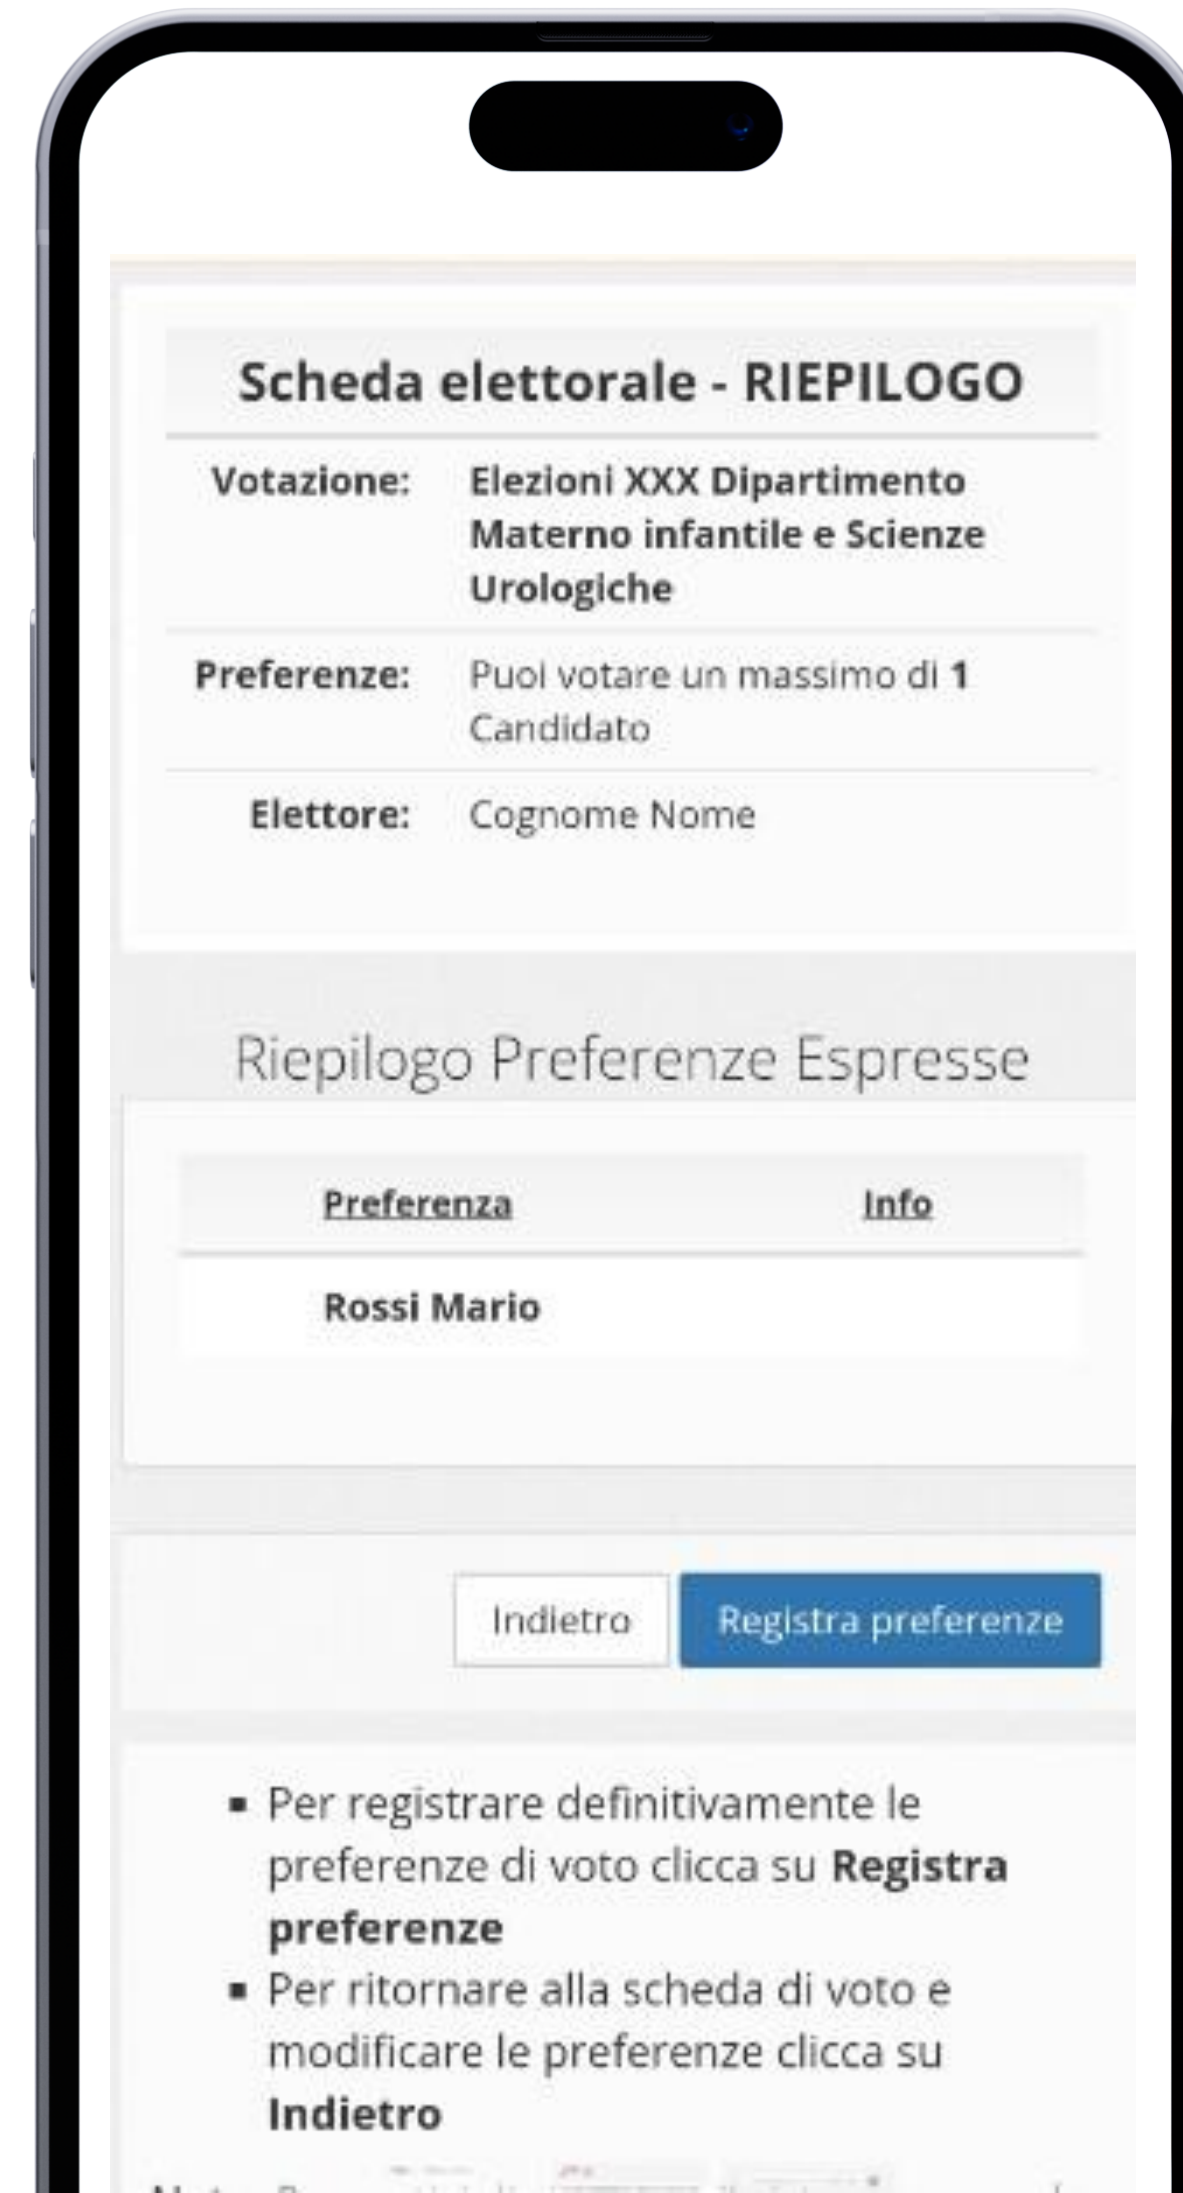 Scheda elettorale - RIEPILOGO
Votazione: Elezioni XXX Dipartimento
Materno infantile e Scienze
Urologiche
Preferenze: Puoi votare un massimo di 1
Candidato
Elettore: Cognome Nome
Riepilogo Preferenze Espresse
Preferenza Info
Rossi Mario
Indietro Registra preferenze
▪ Per registrare definitivamente le
preferenze di voto clicca su Registra
preferenze
▪ Per ritornare alla scheda di voto e
modificare le preferenze clicca su
Indietro